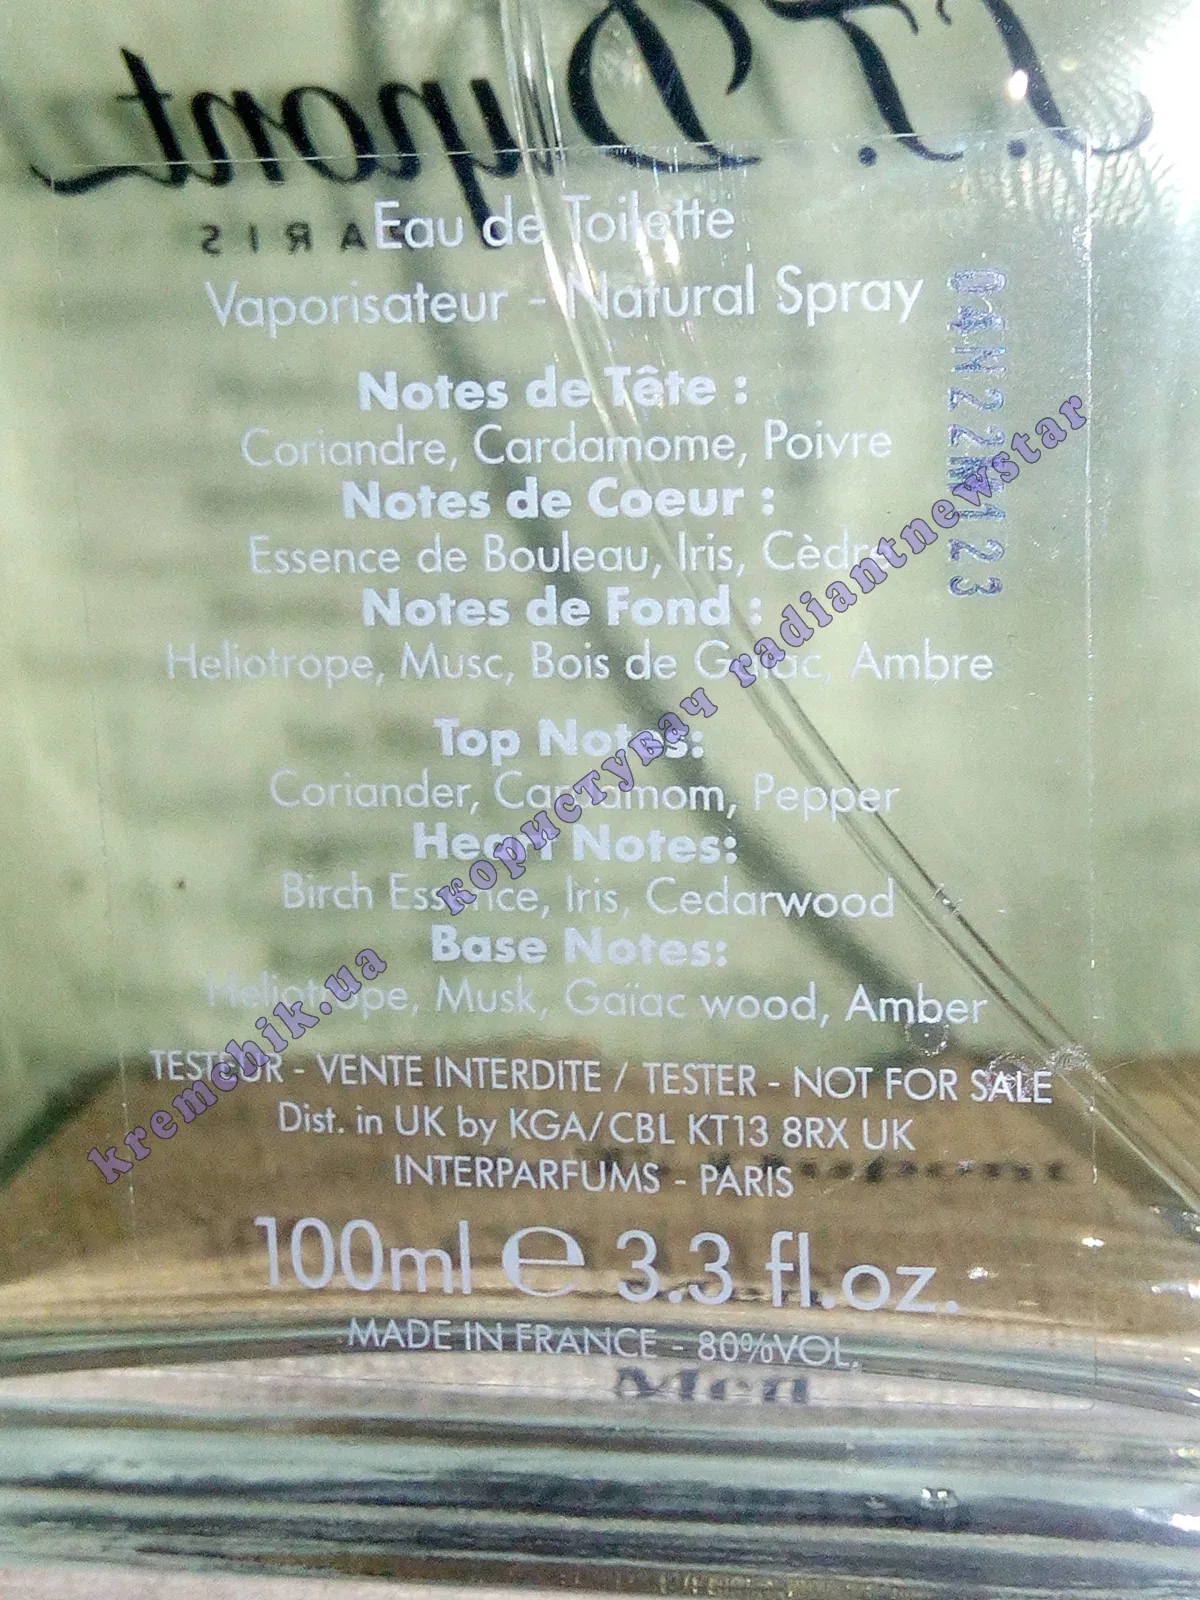 S.T. Dupont
PARIS
Eau de Toilette
Vaporisateur - Natural Spray
Notes de Tête :
Coriandre, Cardamome, Poivre
Notes de Coeur :
Essence de Bouleau, Iris, Cèdre
Notes de Fond :
Heliotrope, Musc, Bois de Gaïac, Ambre
Top Notes:
Coriander, Cardamom, Pepper
Heart Notes:
Birch Essence, Iris, Cedarwood
Base Notes:
Heliotrope, Musk, Gaïac wood, Amber
TESTEUR - VENTE INTERDITE / TESTER - NOT FOR SALE
Dist. in UK by KGA/CBL KT13 8RX UK
INTERPARFUMS - PARIS
100ml e 3.3 fl.oz.
MADE IN FRANCE - 80%VOL.
Dupont
Men
kremchik.ua користувач radiantnewstar